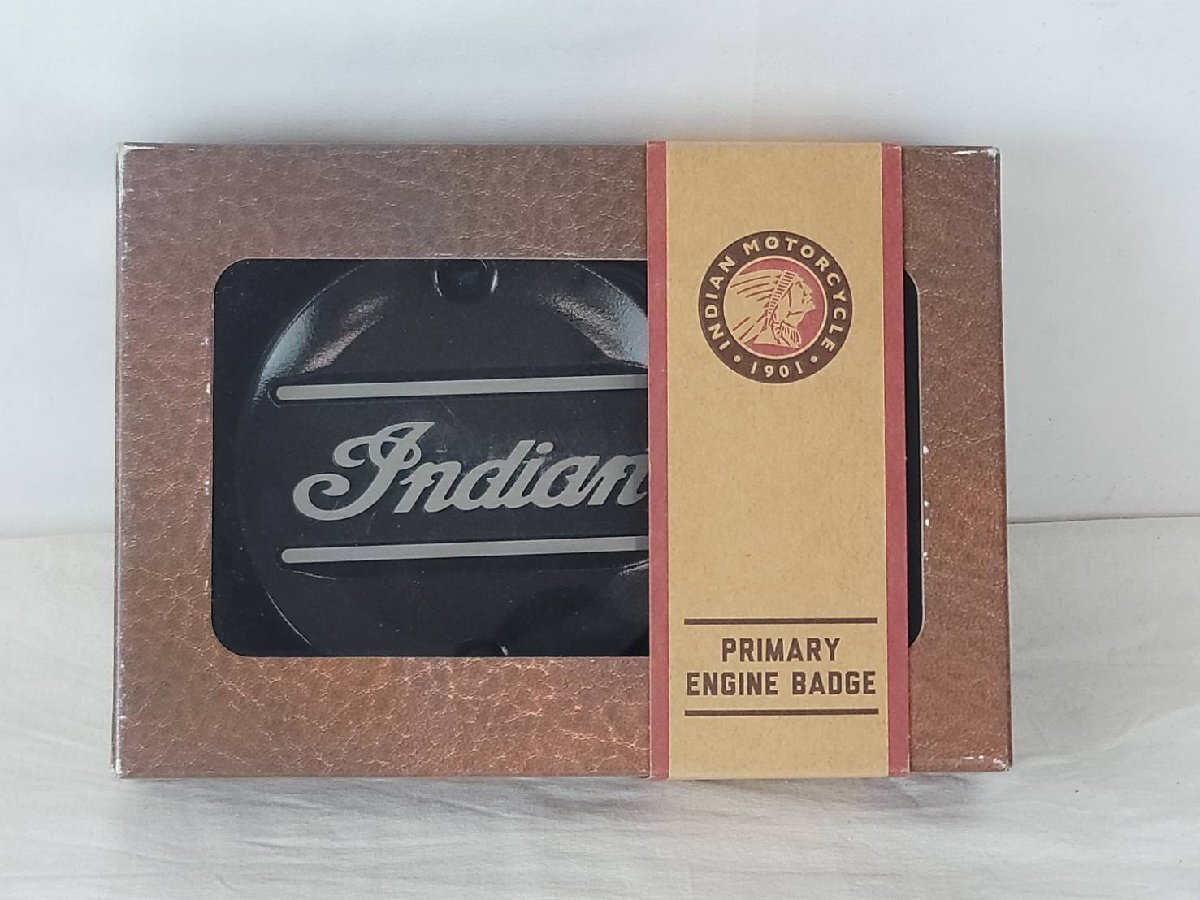 Indian
INDIAN MOTORCYCLE
• 1901 •
PRIMARY
ENGINE BADGE